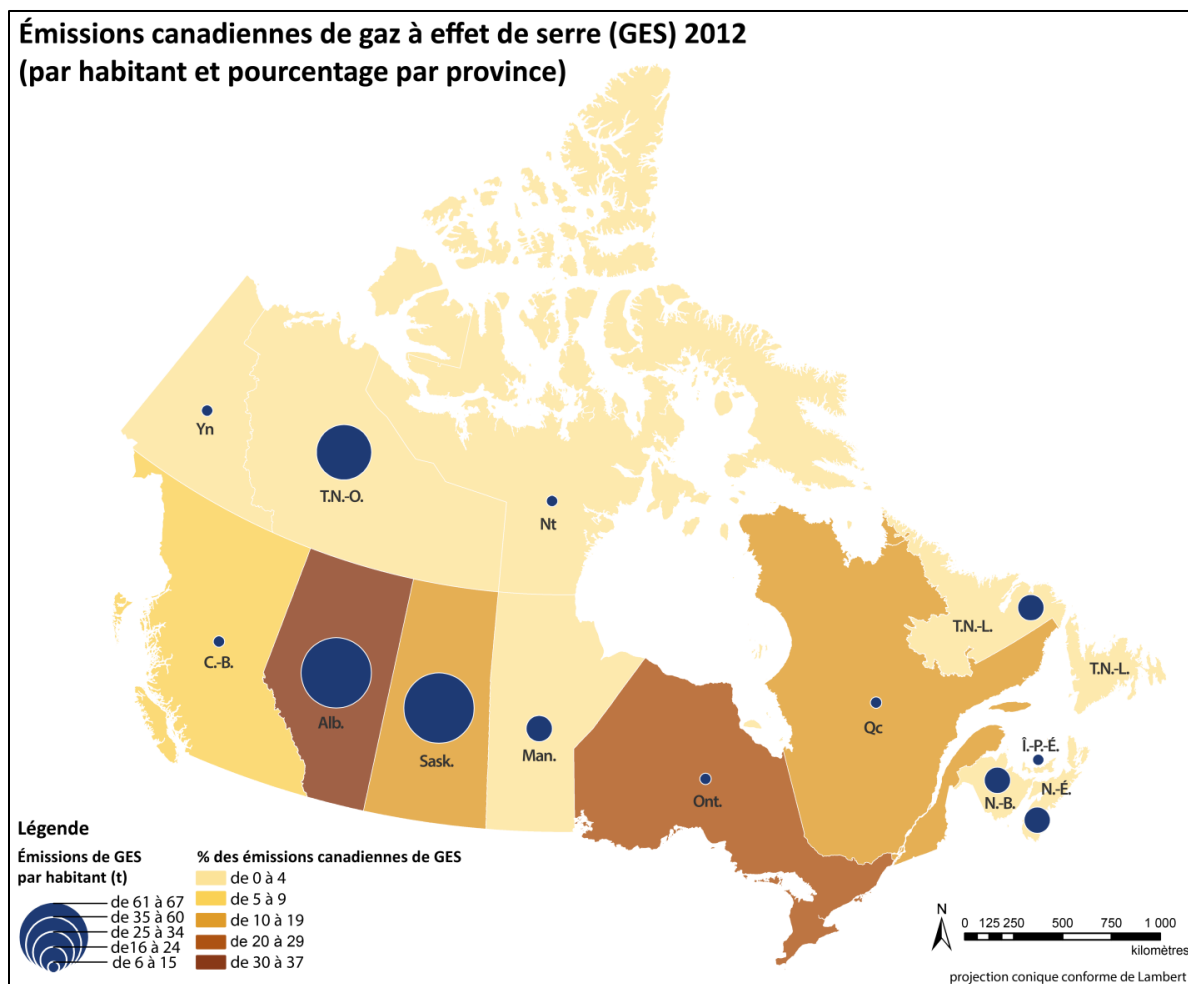 Émissions canadiennes de gaz à effet de serre (GES) 2012
(par habitant et pourcentage par province)
Yn
T.N.-O.
Nt
C.-B.
Alb.
Sask.
Man.
Ont.
Qc
T.N.-L.
T.N.-L.
Î.-P.-É.
N.-B.
N.-É.
Légende
Émissions de GES
par habitant (t)
de 61 à 67
de 35 à 60
de 25 à 34
de16 à 24
de 6 à 15
% des émissions canadiennes de GES
de 0 à 4
de 5 à 9
de 10 à 19
de 20 à 29
de 30 à 37
N
0 125 250 500 750 1 000
kilomètres
projection conique conforme de Lambert